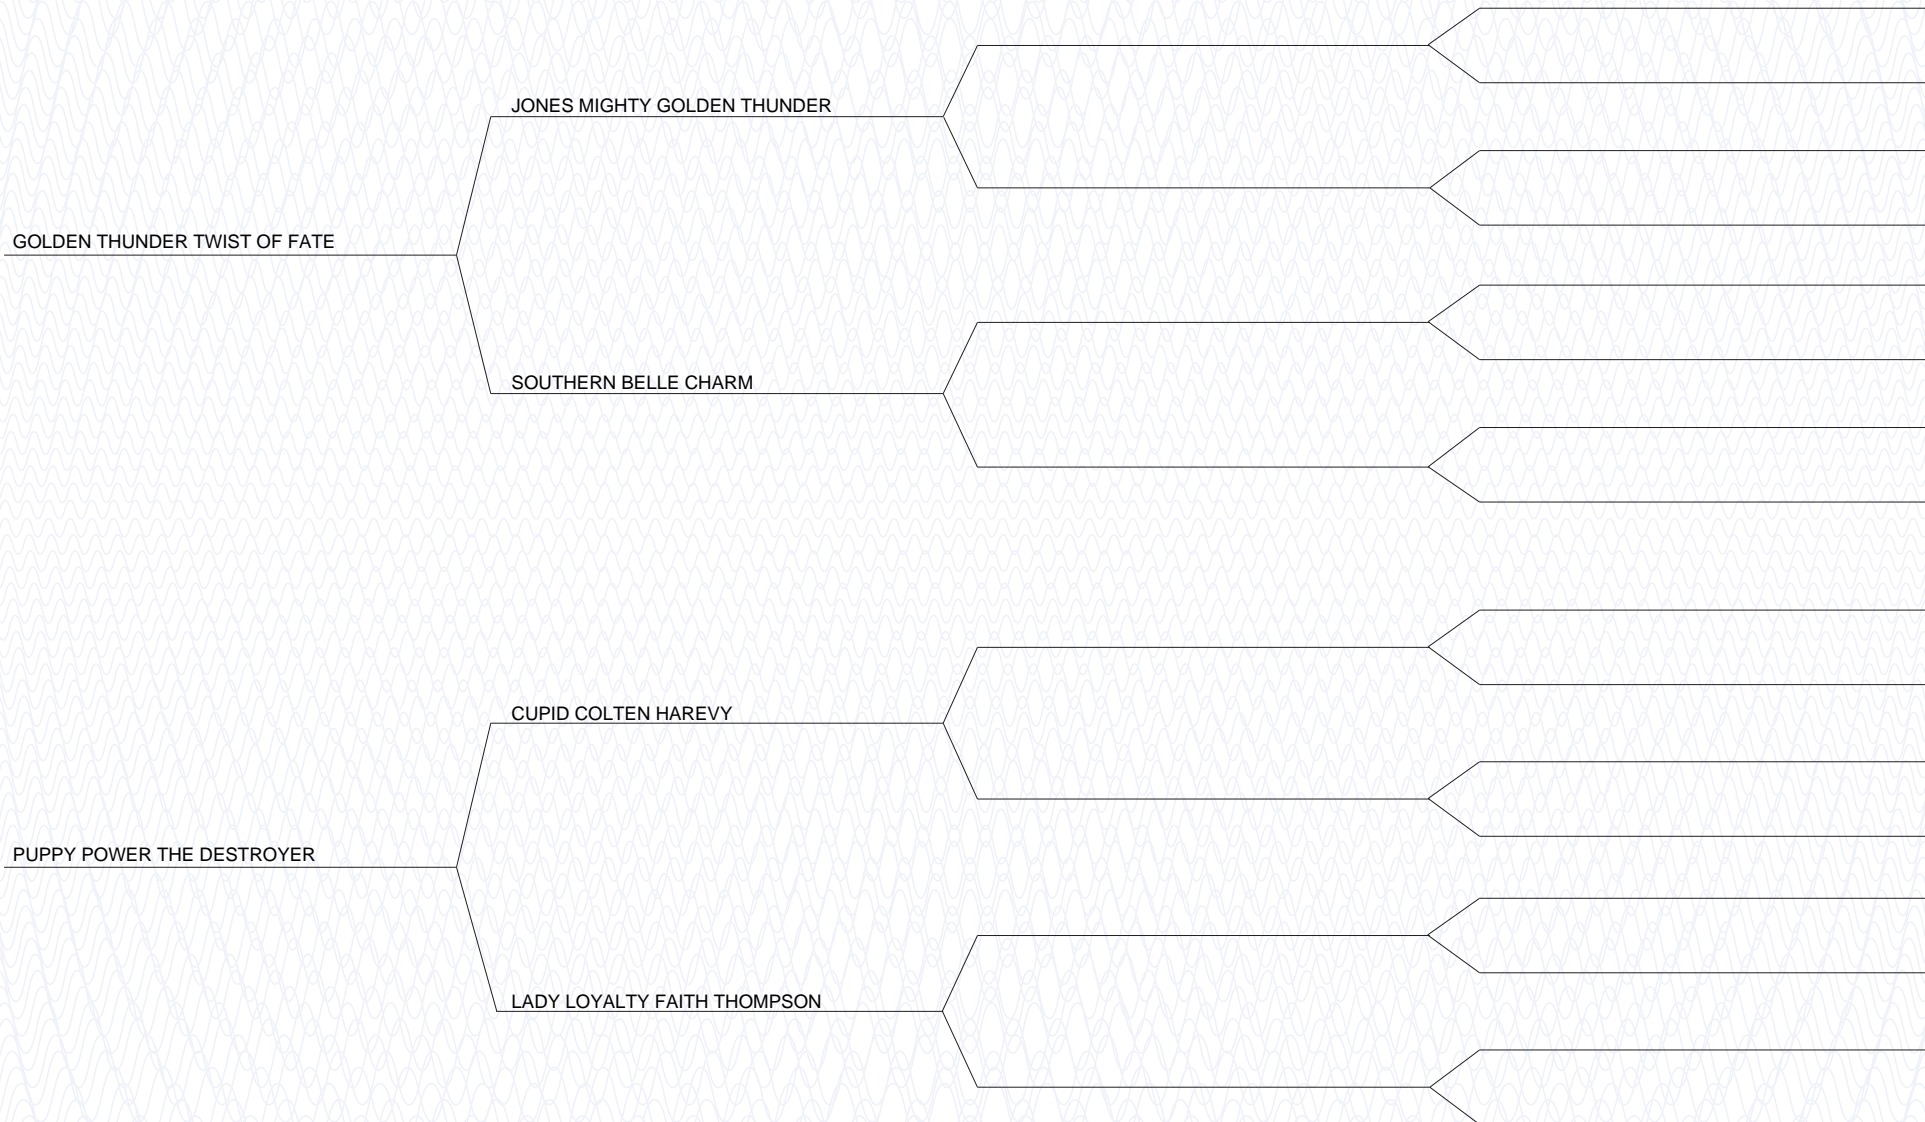 JONES MIGHTY GOLDEN THUNDER
GOLDEN THUNDER TWIST OF FATE
SOUTHERN BELLE CHARM
CUPID COLTEN HAREVY
PUPPY POWER THE DESTROYER
LADY LOYALTY FAITH THOMPSON